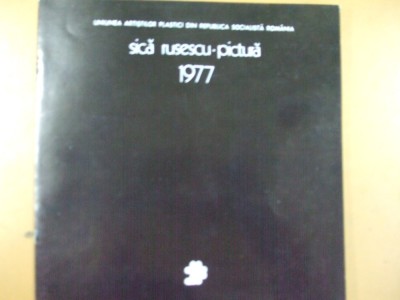 UNIUNEA ARTIȘTILOR PLASTICI DIN REPUBLICA SOCIALISTĂ ROMÂNIA
sică rusescu • pictură
1977